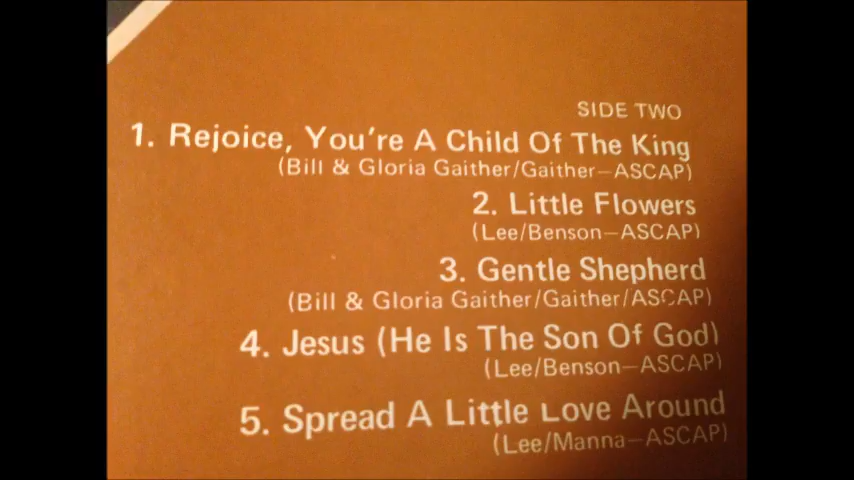 SIDE TWO
1. Rejoice, You're A Child Of The King
(Bill & Gloria Gaither/Gaither—ASCAP)
2. Little Flowers
(Lee/Benson—ASCAP)
3. Gentle Shepherd
(Bill & Gloria Gaither/Gaither/ASCAP)
4. Jesus (He Is The Son Of God)
(Lee/Benson—ASCAP)
5. Spread A Little Love Around
(Lee/Manna—ASCAP)